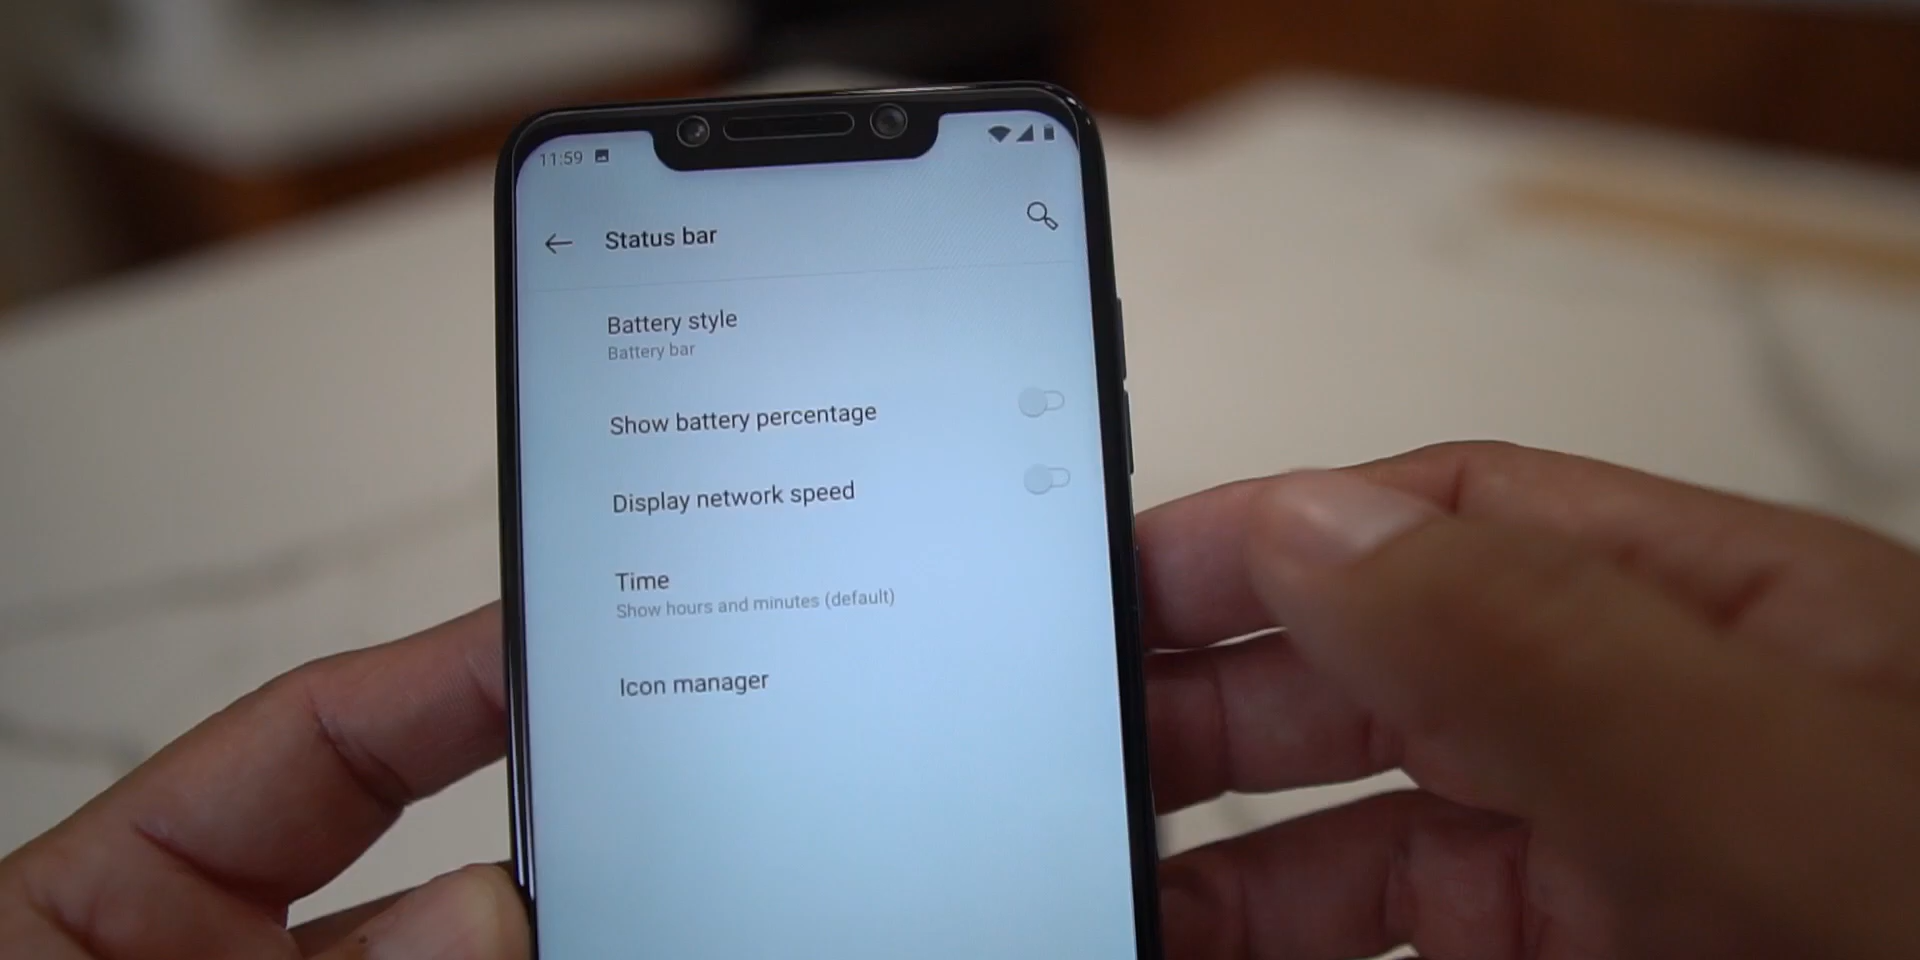 11:59
Status bar
Battery style
Battery bar
Show battery percentage
Display network speed
Time
Show hours and minutes (default)
Icon manager